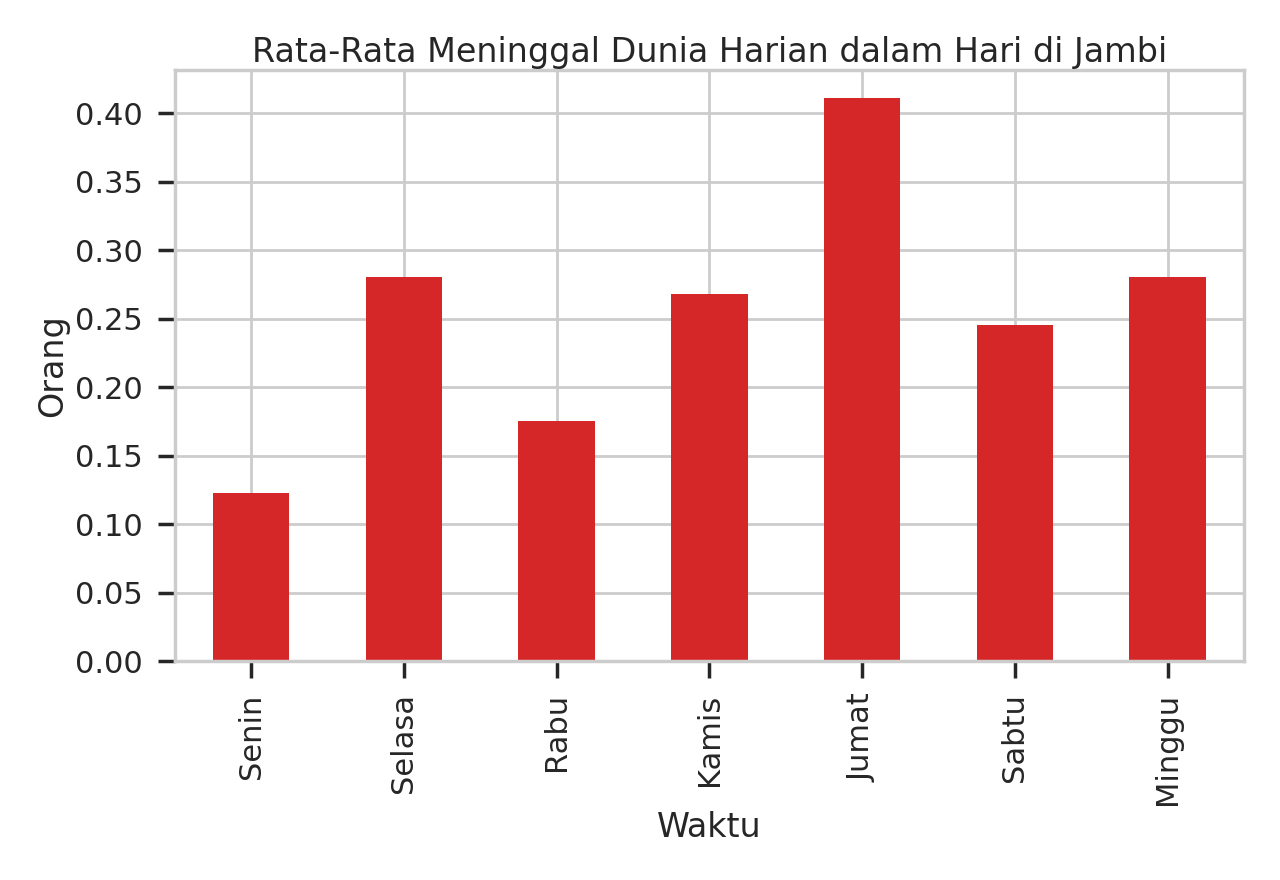 Rata-Rata Meninggal Dunia Harian dalam Hari di Jambi
0.40
0.35
0.30
0.25
0.20
0.15
0.10
0.05
0.00
Orang
Senin
Selasa
Rabu
Kamis
Jumat
Sabtu
Minggu
Waktu